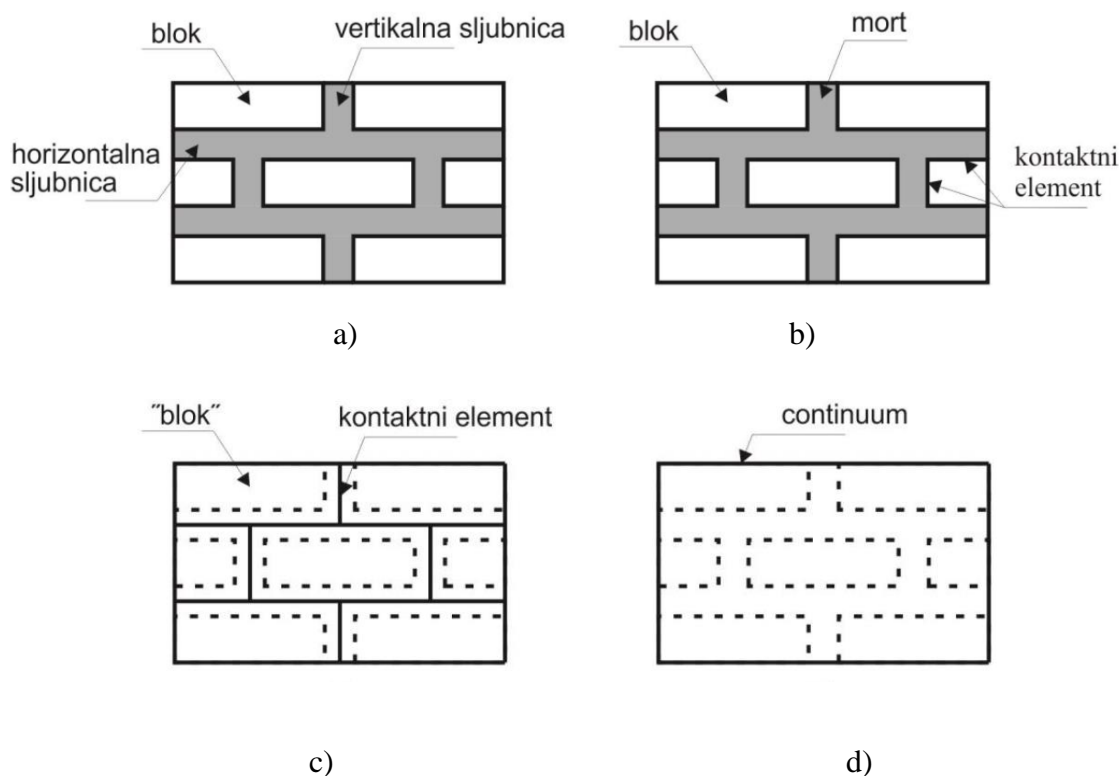 blok
vertikalna sljubnica
horizontalna
sljubnica
a)
blok
mort
kontaktni
element
b)
"blok"
kontaktni element
c)
continuum
d)